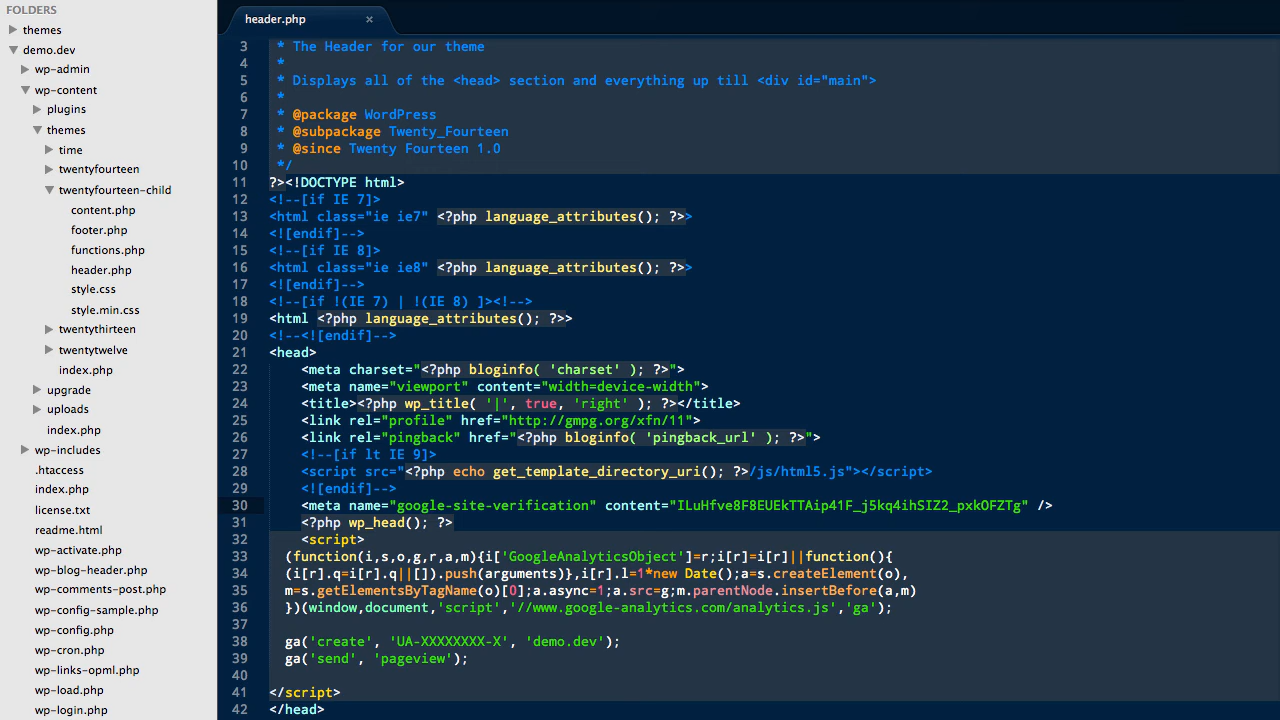 FOLDERS
themes
demo.dev
wp-admin
wp-content
plugins
themes
time
twentyfourteen
twentyfourteen-child
content.php
footer.php
functions.php
header.php
style.css
style.min.css
twentythirteen
twentytwelve
index.php
upgrade
uploads
index.php
wp-includes
.htaccess
index.php
license.txt
readme.html
wp-activate.php
wp-blog-header.php
wp-comments-post.php
wp-config-sample.php
wp-config.php
wp-cron.php
wp-links-opml.php
wp-load.php
wp-login.php
header.php ×
3 * The Header for our theme
4 *
5 * Displays all of the <head> section and everything up till <div id="main">
6 *
7 * @package WordPress
8 * @subpackage Twenty_Fourteen
9 * @since Twenty Fourteen 1.0
10 */
11 ?><!DOCTYPE html>
12 <!--[if IE 7]>
13 <html class="ie ie7" <?php language_attributes(); ?>>
14 <![endif]-->
15 <!--[if IE 8]>
16 <html class="ie ie8" <?php language_attributes(); ?>>
17 <![endif]-->
18 <!--[if !(IE 7) | !(IE 8) ]><!-->
19 <html <?php language_attributes(); ?>>
20 <!--<![endif]-->
21 <head>
22 <meta charset="<?php bloginfo( 'charset' ); ?>">
23 <meta name="viewport" content="width=device-width">
24 <title><?php wp_title( '|', true, 'right' ); ?></title>
25 <link rel="profile" href="http://gmpg.org/xfn/11">
26 <link rel="pingback" href="<?php bloginfo( 'pingback_url' ); ?>">
27 <!--[if lt IE 9]>
28 <script src="<?php echo get_template_directory_uri(); ?>/js/html5.js"></script>
29 <![endif]-->
30 <meta name="google-site-verification" content="ILuHfve8F8EUEkTTAip41F_j5kq4ihSIZ2_pxkOFZTg" />
31 <?php wp_head(); ?>
32 <script>
33 (function(i,s,o,g,r,a,m){i['GoogleAnalyticsObject']=r;i[r]=i[r]||function(){
34 (i[r].q=i[r].q||[]).push(arguments)},i[r].l=1*new Date();a=s.createElement(o),
35 m=s.getElementsByTagName(o)[0];a.async=1;a.src=g;m.parentNode.insertBefore(a,m)
36 })(window,document,'script','//www.google-analytics.com/analytics.js','ga');
37
38 ga('create', 'UA-XXXXXXXX-X', 'demo.dev');
39 ga('send', 'pageview');
40
41 </script>
42 </head>